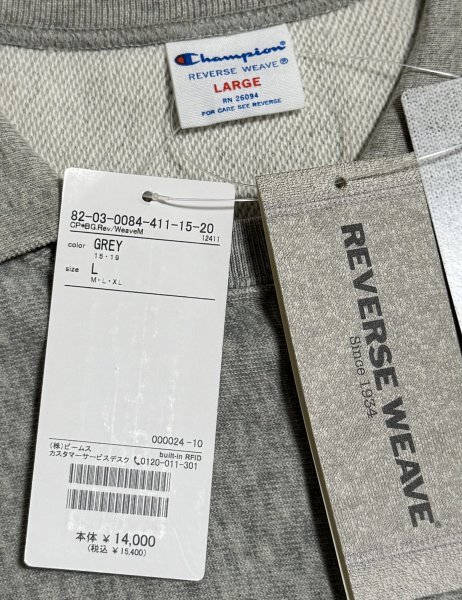 Champion®
REVERSE WEAVE®
LARGE
RN 26094
FOR CARE SEE REVERSE
82-03-0084-411-15-20
CP*BG.Rev/WeaveM 12411
color GREY
15・19
size L
M・L・XL
000024-10
(株)ビームス built-in RFID
カスタマーサービスデスク 0120-011-301
本体 ¥ 14,000
(税込 ¥ 15,400)
REVERSE WEAVE®
Since 1934